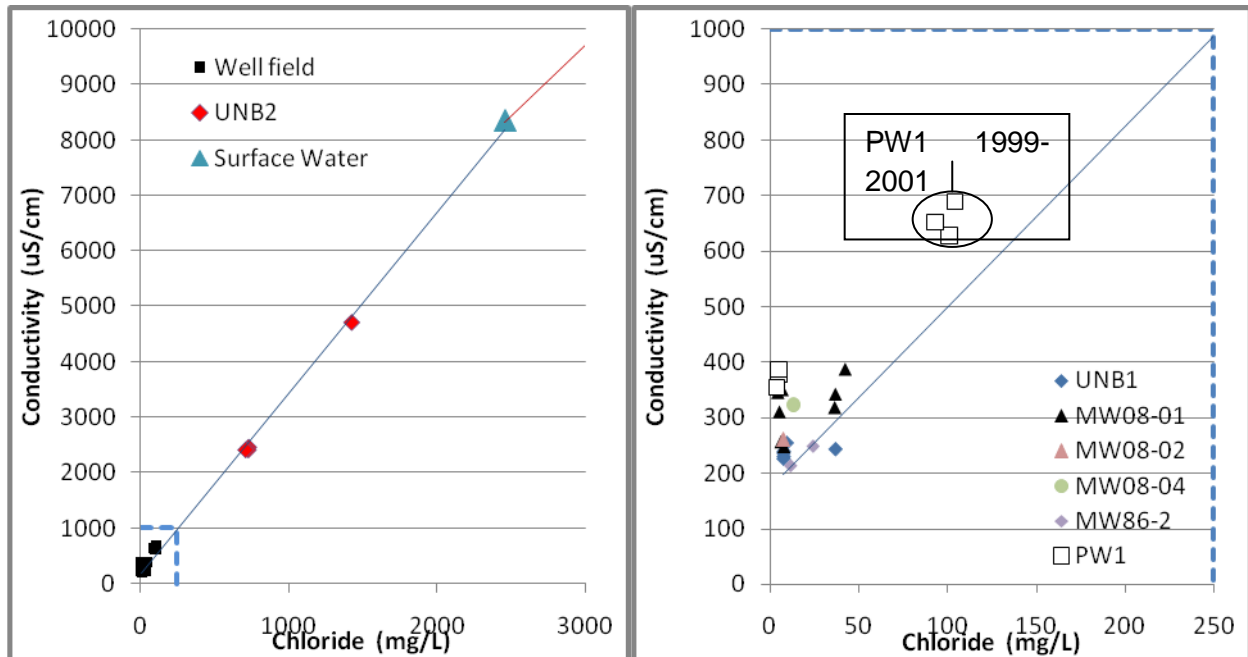 10000
9000
8000
7000
6000
5000
4000
3000
2000
1000
0
Conductivity (uS/cm)
Well field
UNB2
Surface Water
0 1000 2000 3000
Chloride (mg/L)
1000
900
800
700
600
500
400
300
200
100
0
Conductivity (uS/cm)
PW1 1999-
2001
UNB1
MW08-01
MW08-02
MW08-04
MW86-2
PW1
0 50 100 150 200 250
Chloride (mg/L)